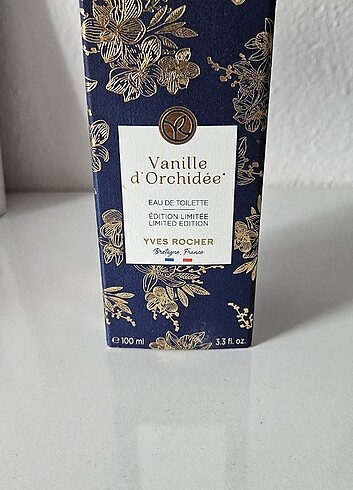 Vanille
d'Orchidée*
EAU DE TOILETTE
ÉDITION LIMITÉE
LIMITED EDITION
YVES ROCHER
Bretagne, France
℮ 100 ml 3.3 fl. oz.